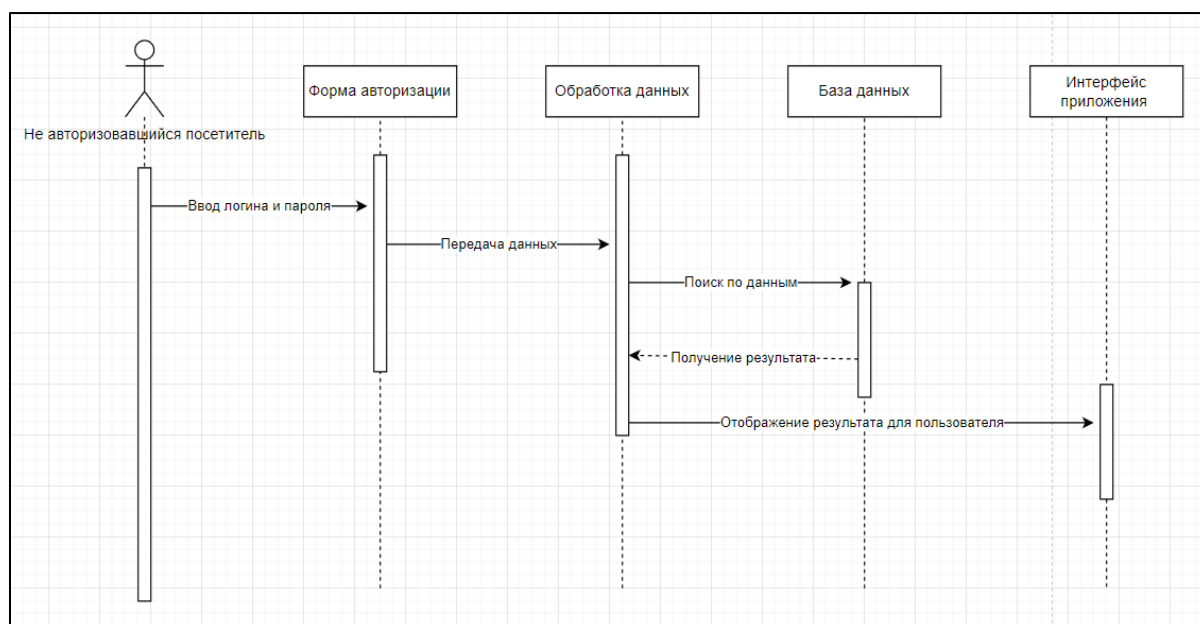 Форма авторизации
Обработка данных
База данных
Интерфейс
приложения
Не авторизовавшийся посетитель
Ввод логина и пароля
Передача данных
Поиск по данным
Получение результата
Отображение результата для пользователя